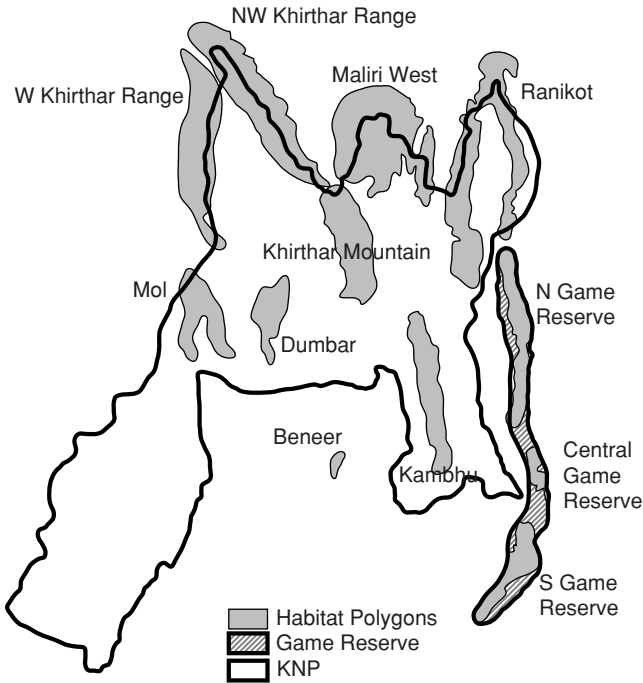 NW Khirthar Range
Maliri West
W Khirthar Range
Ranikot
Khirthar Mountain
Mol
N Game
Reserve
Dumbar
Beneer
Kambhu
Central
Game
Reserve
S Game
Reserve
Habitat Polygons
Game Reserve
KNP